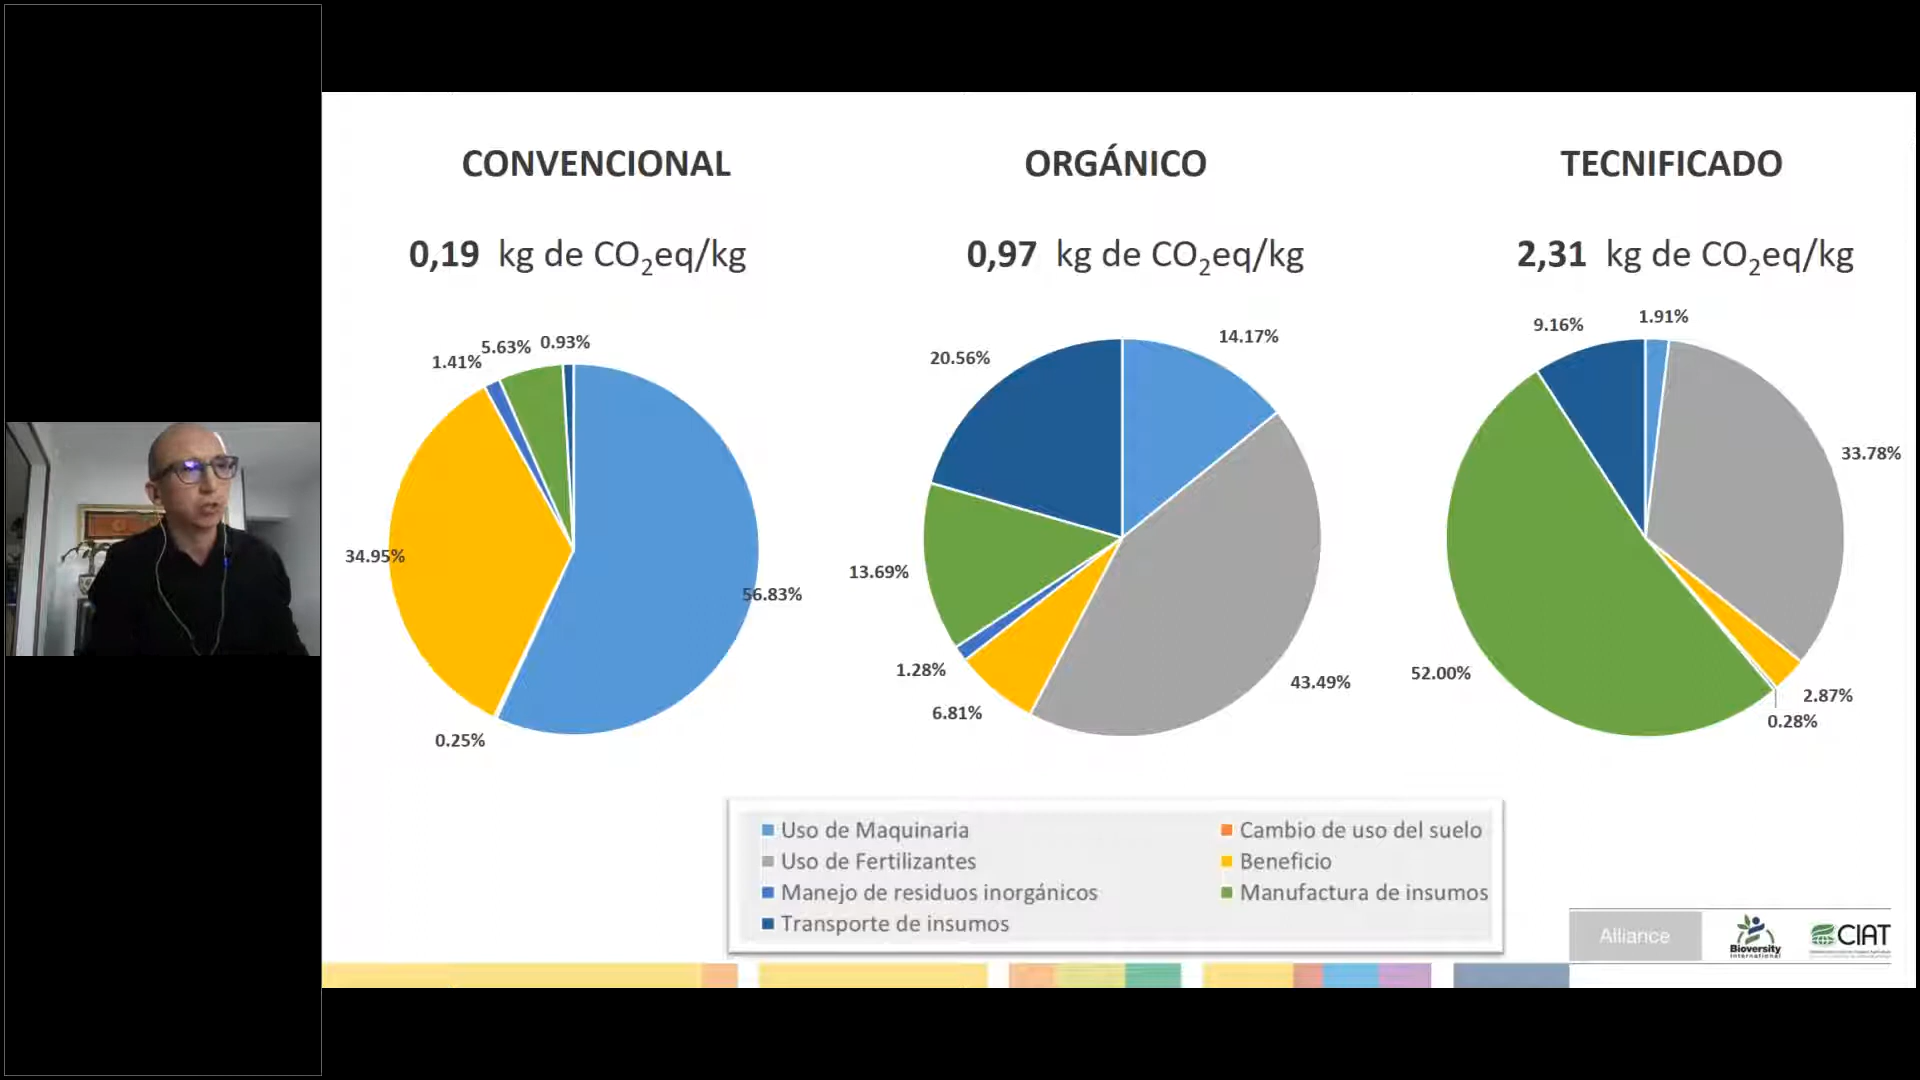 CONVENCIONAL
0,19 kg de CO₂eq/kg
0.93%
5.63%
1.41%
34.95%
56.83%
0.25%
ORGÁNICO
0,97 kg de CO₂eq/kg
14.17%
20.56%
13.69%
1.28%
6.81%
43.49%
TECNIFICADO
2,31 kg de CO₂eq/kg
1.91%
9.16%
33.78%
52.00%
2.87%
0.28%
Uso de Maquinaria
Cambio de uso del suelo
Uso de Fertilizantes
Beneficio
Manejo de residuos inorgánicos
Manufactura de insumos
Transporte de insumos
Alliance
Bioversity
International
CIAT